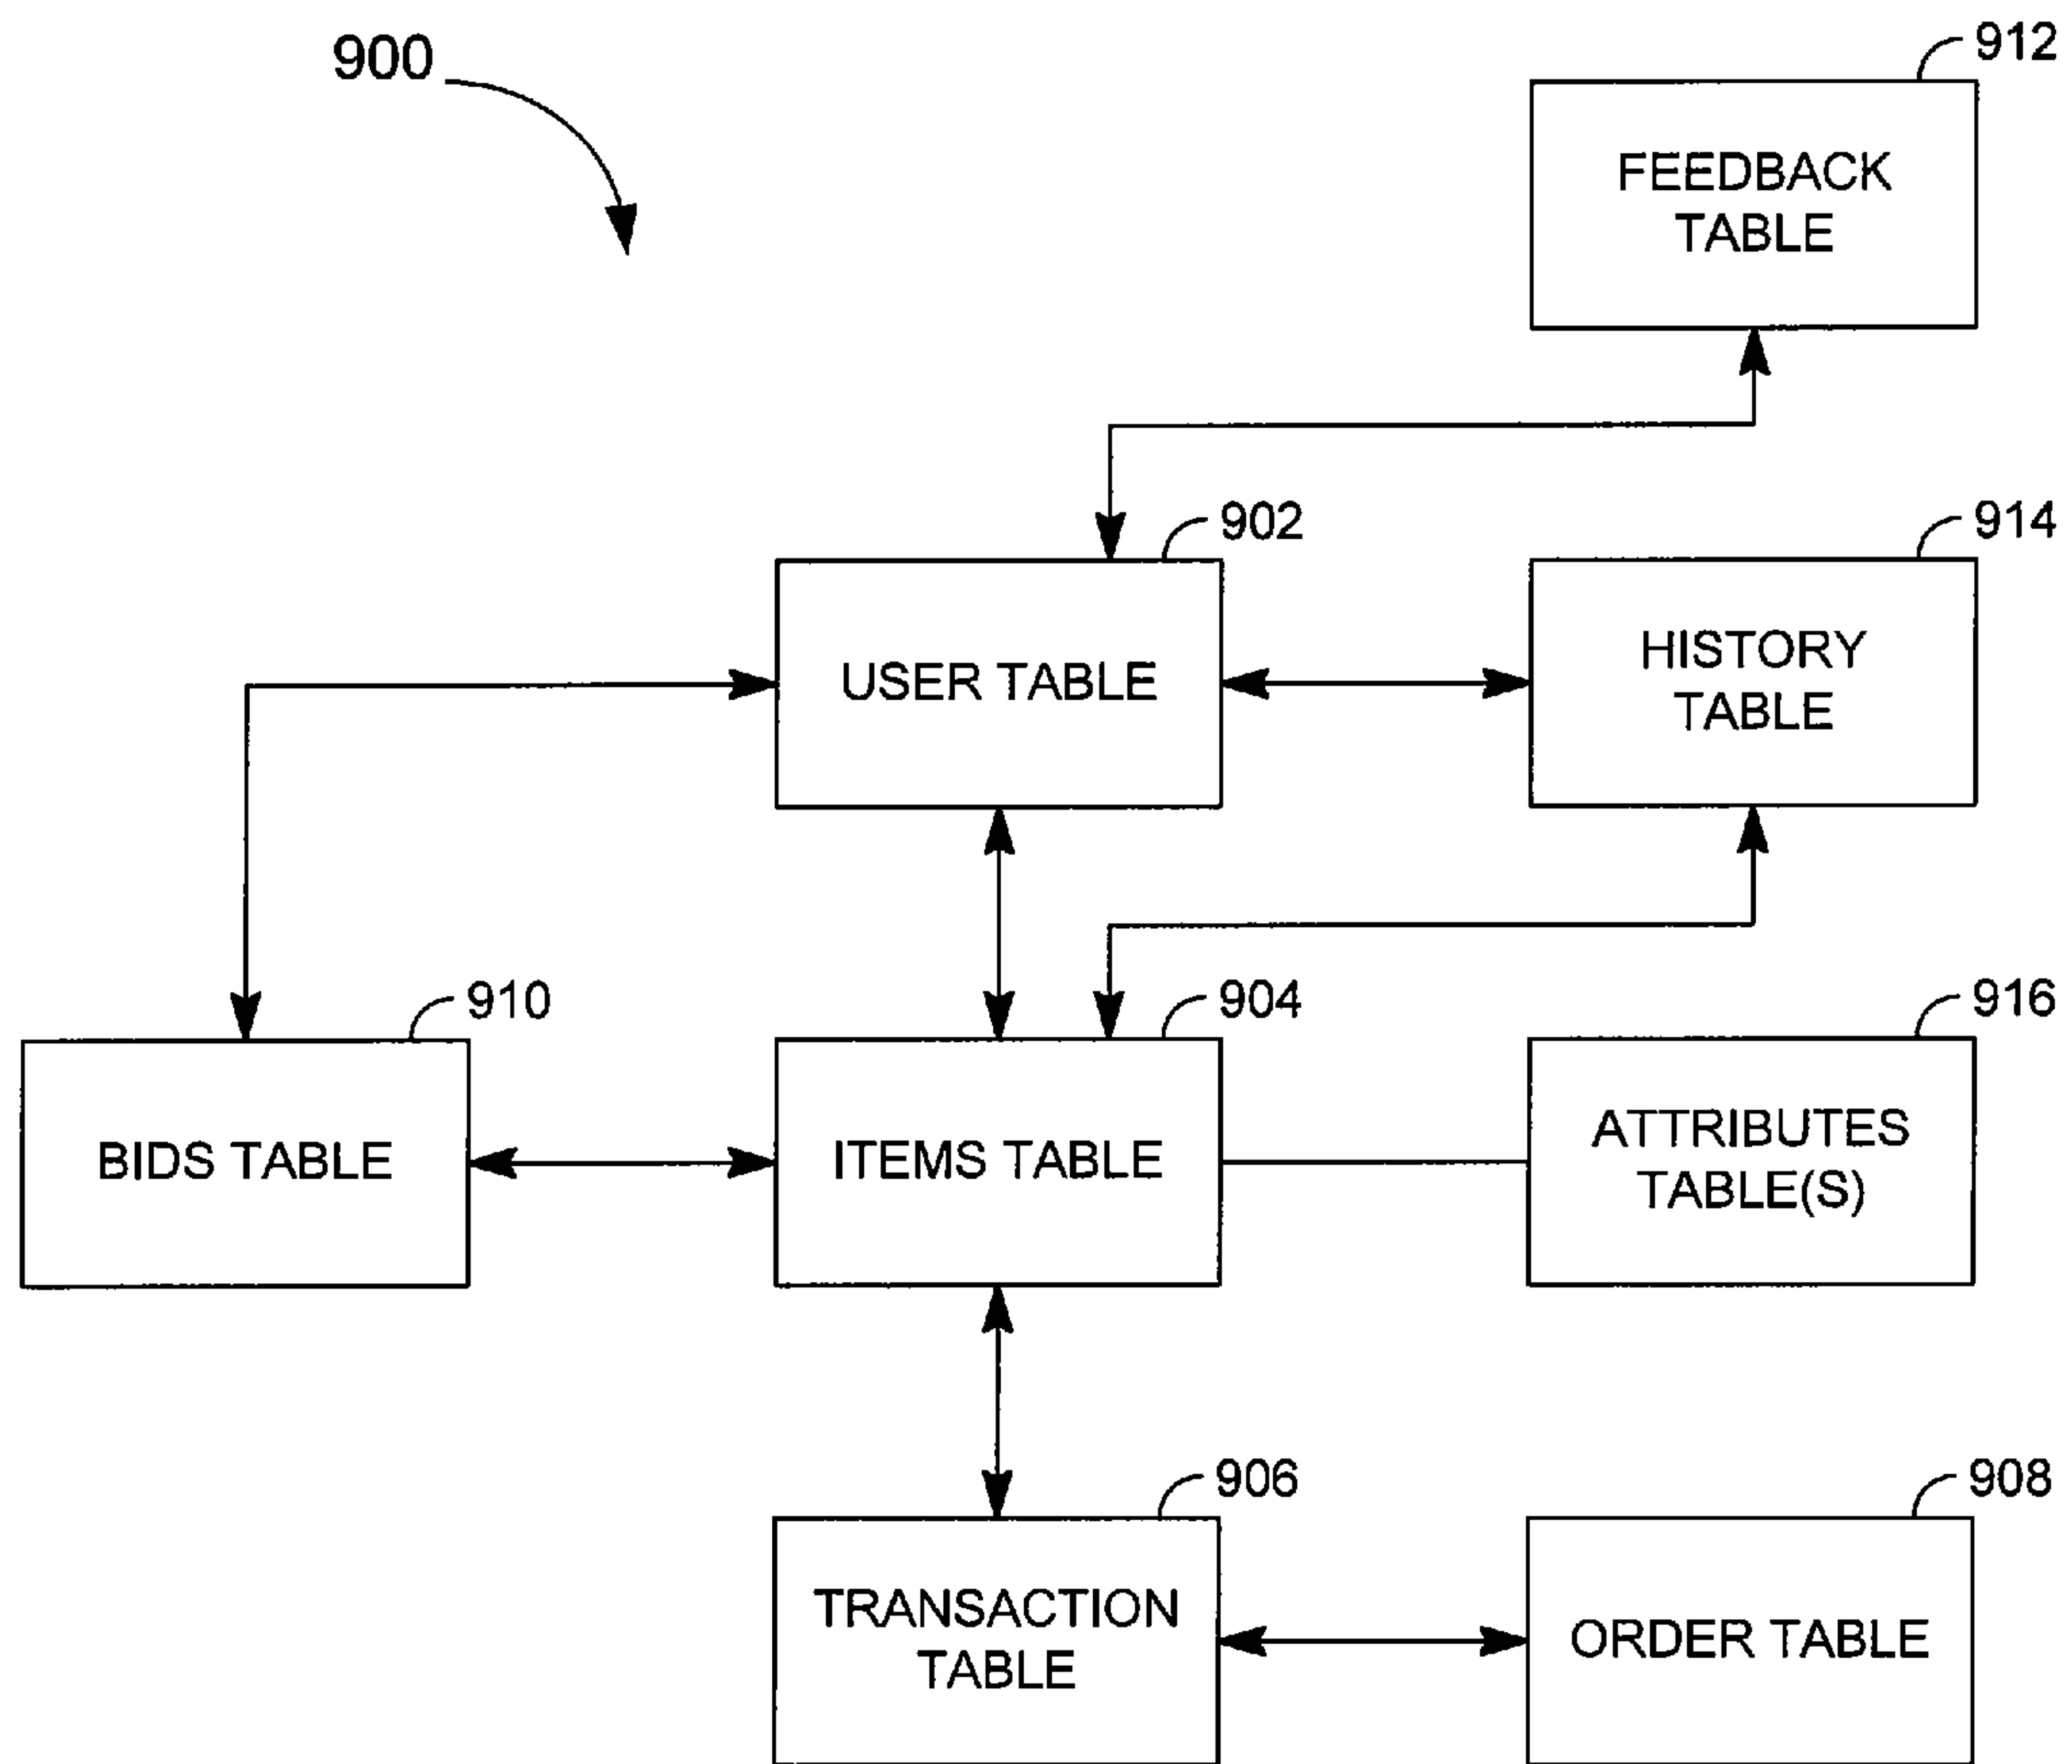 900
912
FEEDBACK
TABLE
902
914
USER TABLE
HISTORY
TABLE
910
904
916
BIDS TABLE
ITEMS TABLE
ATTRIBUTES
TABLE(S)
906
908
TRANSACTION
TABLE
ORDER TABLE